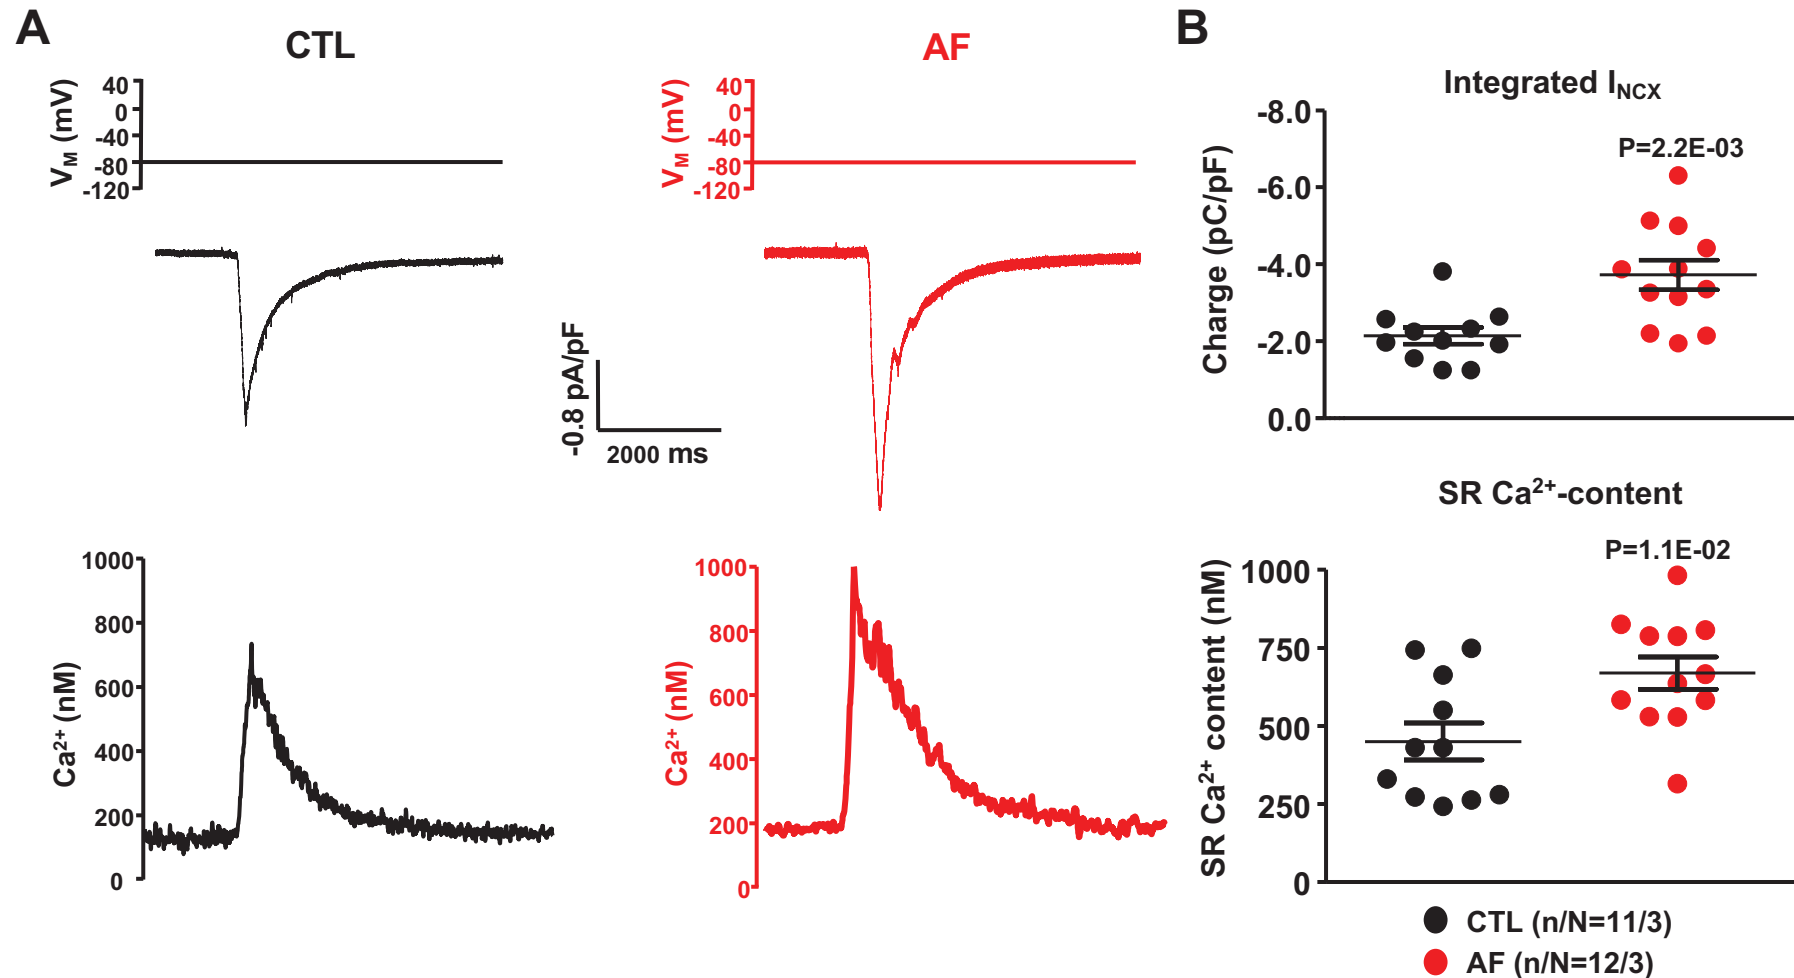 A
CTL
AF
B
V_M (mV)
40
0
-40
-80
-120
V_M (mV)
40
0
-40
-80
-120
-0.8 pA/pF
2000 ms
Ca²⁺ (nM)
1000
800
600
400
200
0
Ca²⁺ (nM)
1000
800
600
400
200
0
Integrated I_NCX
P=2.2E-03
Charge (pC/pF)
-8.0
-6.0
-4.0
-2.0
0.0
SR Ca²⁺-content
P=1.1E-02
SR Ca²⁺ content (nM)
1000
750
500
250
0
CTL (n/N=11/3)
AF (n/N=12/3)